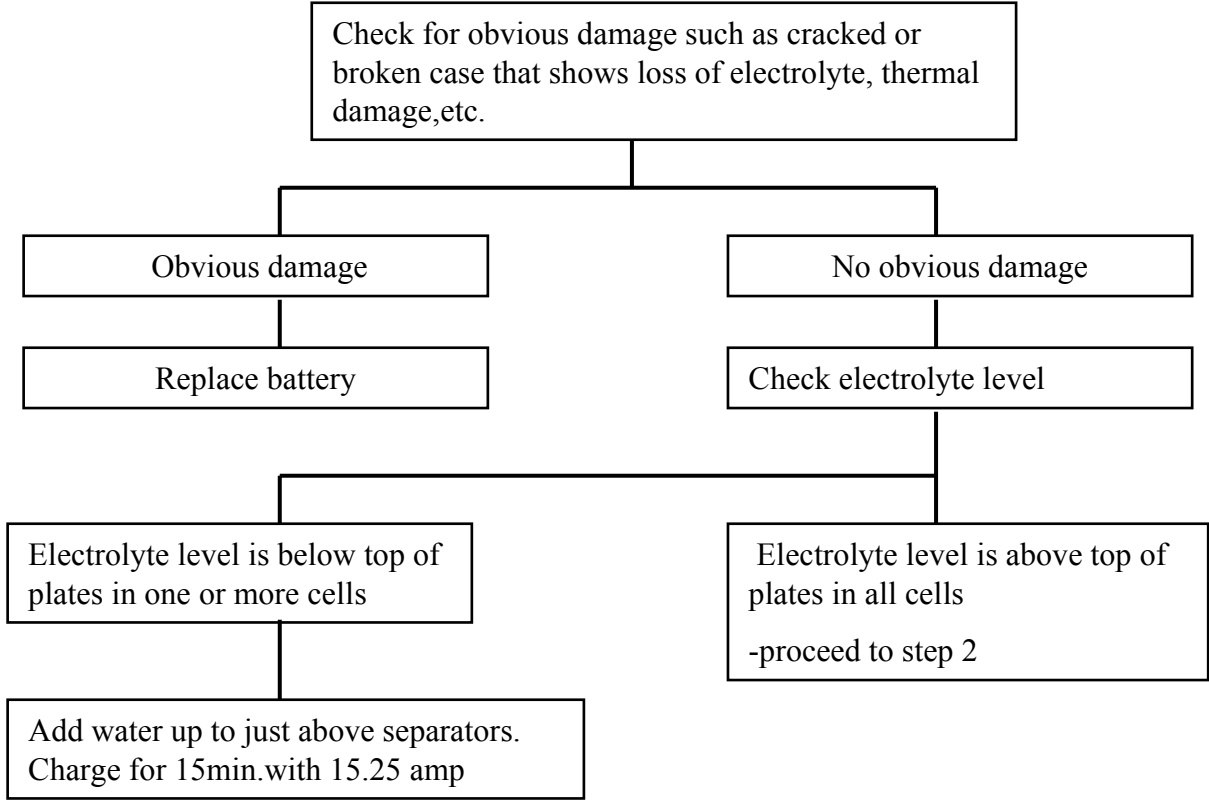 Check for obvious damage such as cracked or
broken case that shows loss of electrolyte, thermal
damage,etc.
Obvious damage
No obvious damage
Replace battery
Check electrolyte level
Electrolyte level is below top of
plates in one or more cells
Electrolyte level is above top of
plates in all cells
-proceed to step 2
Add water up to just above separators.
Charge for 15min.with 15.25 amp